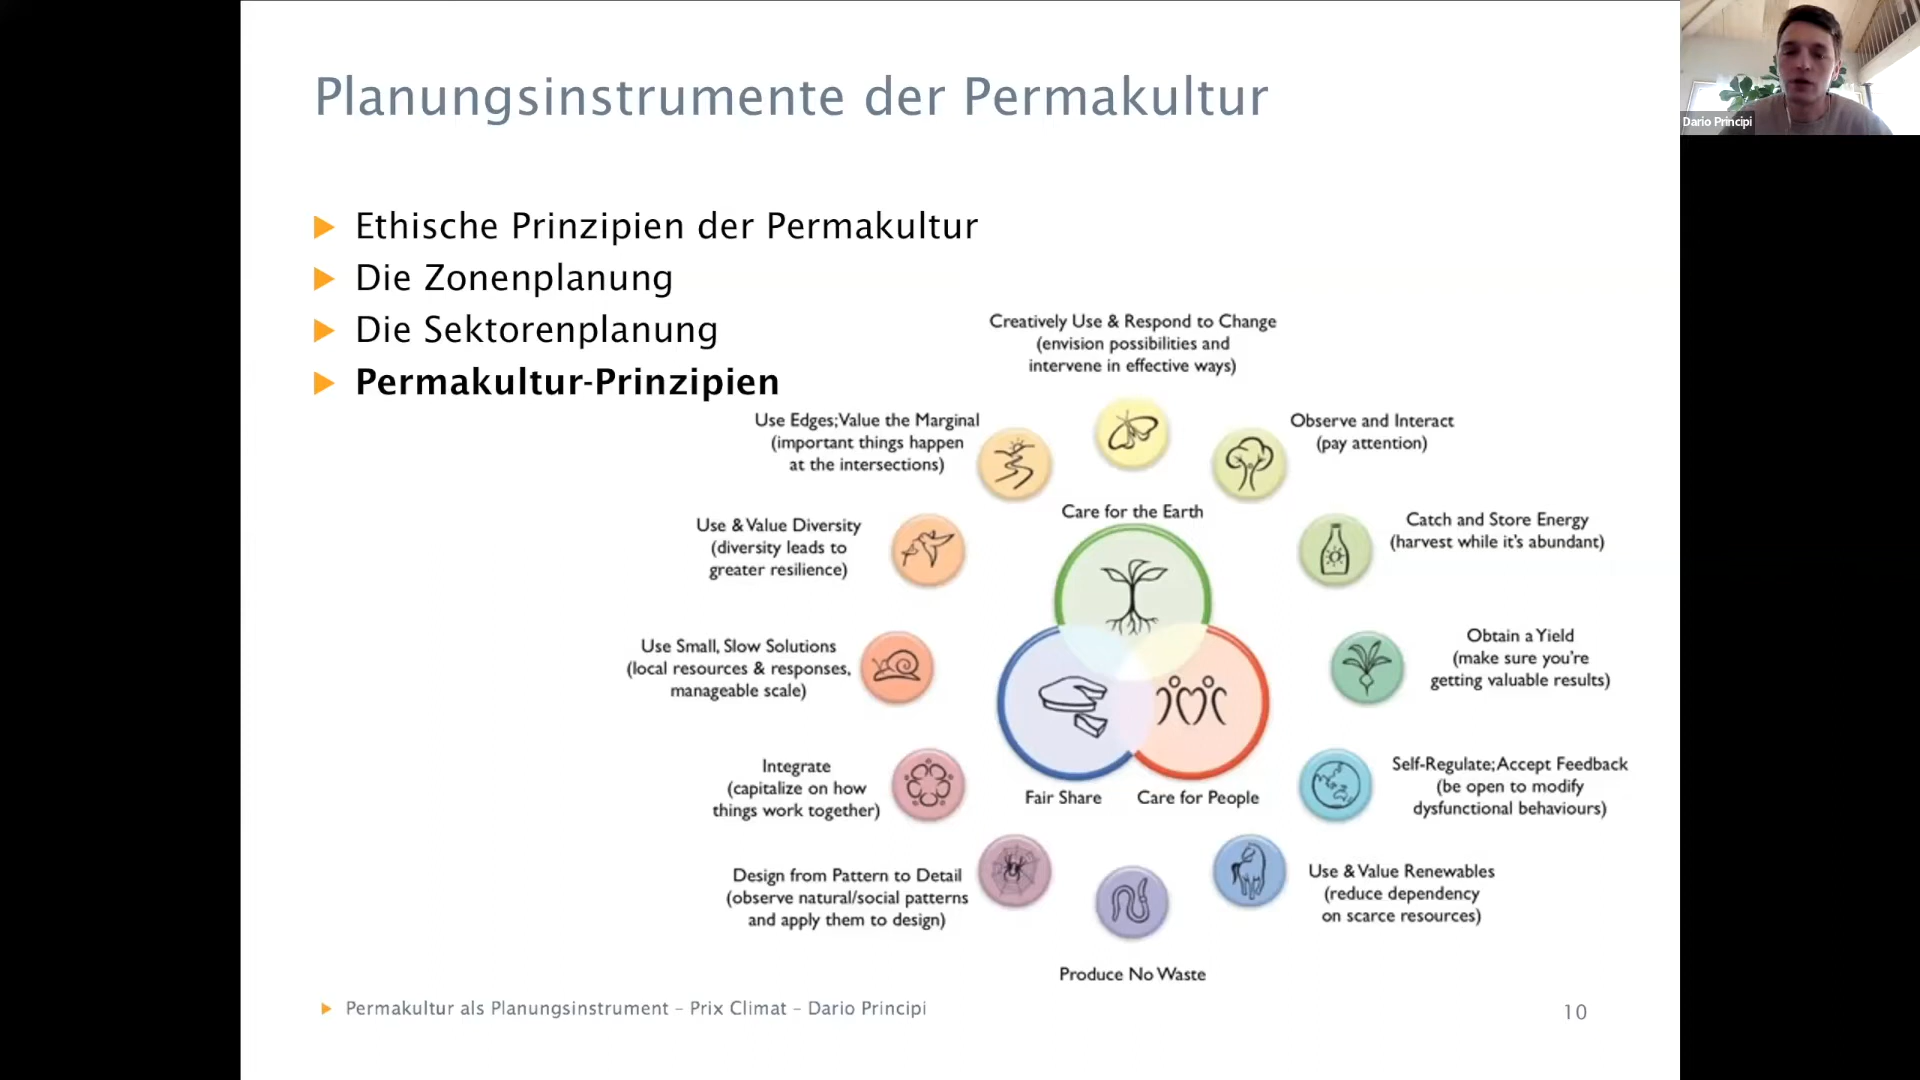 Planungsinstrumente der Permakultur
Dario Principi
Ethische Prinzipien der Permakultur
Die Zonenplanung
Die Sektorenplanung
Permakultur-Prinzipien
Creatively Use & Respond to Change
(envision possibilities and
intervene in effective ways)
Use Edges; Value the Marginal
(important things happen
at the intersections)
Observe and Interact
(pay attention)
Care for the Earth
Use & Value Diversity
(diversity leads to
greater resilience)
Catch and Store Energy
(harvest while it's abundant)
Use Small, Slow Solutions
(local resources & responses,
manageable scale)
Obtain a Yield
(make sure you're
getting valuable results)
Integrate
(capitalize on how
things work together)
Fair Share
Care for People
Self-Regulate; Accept Feedback
(be open to modify
dysfunctional behaviours)
Design from Pattern to Detail
(observe natural/social patterns
and apply them to design)
Use & Value Renewables
(reduce dependency
on scarce resources)
Produce No Waste
Permakultur als Planungsinstrument – Prix Climat – Dario Principi
10